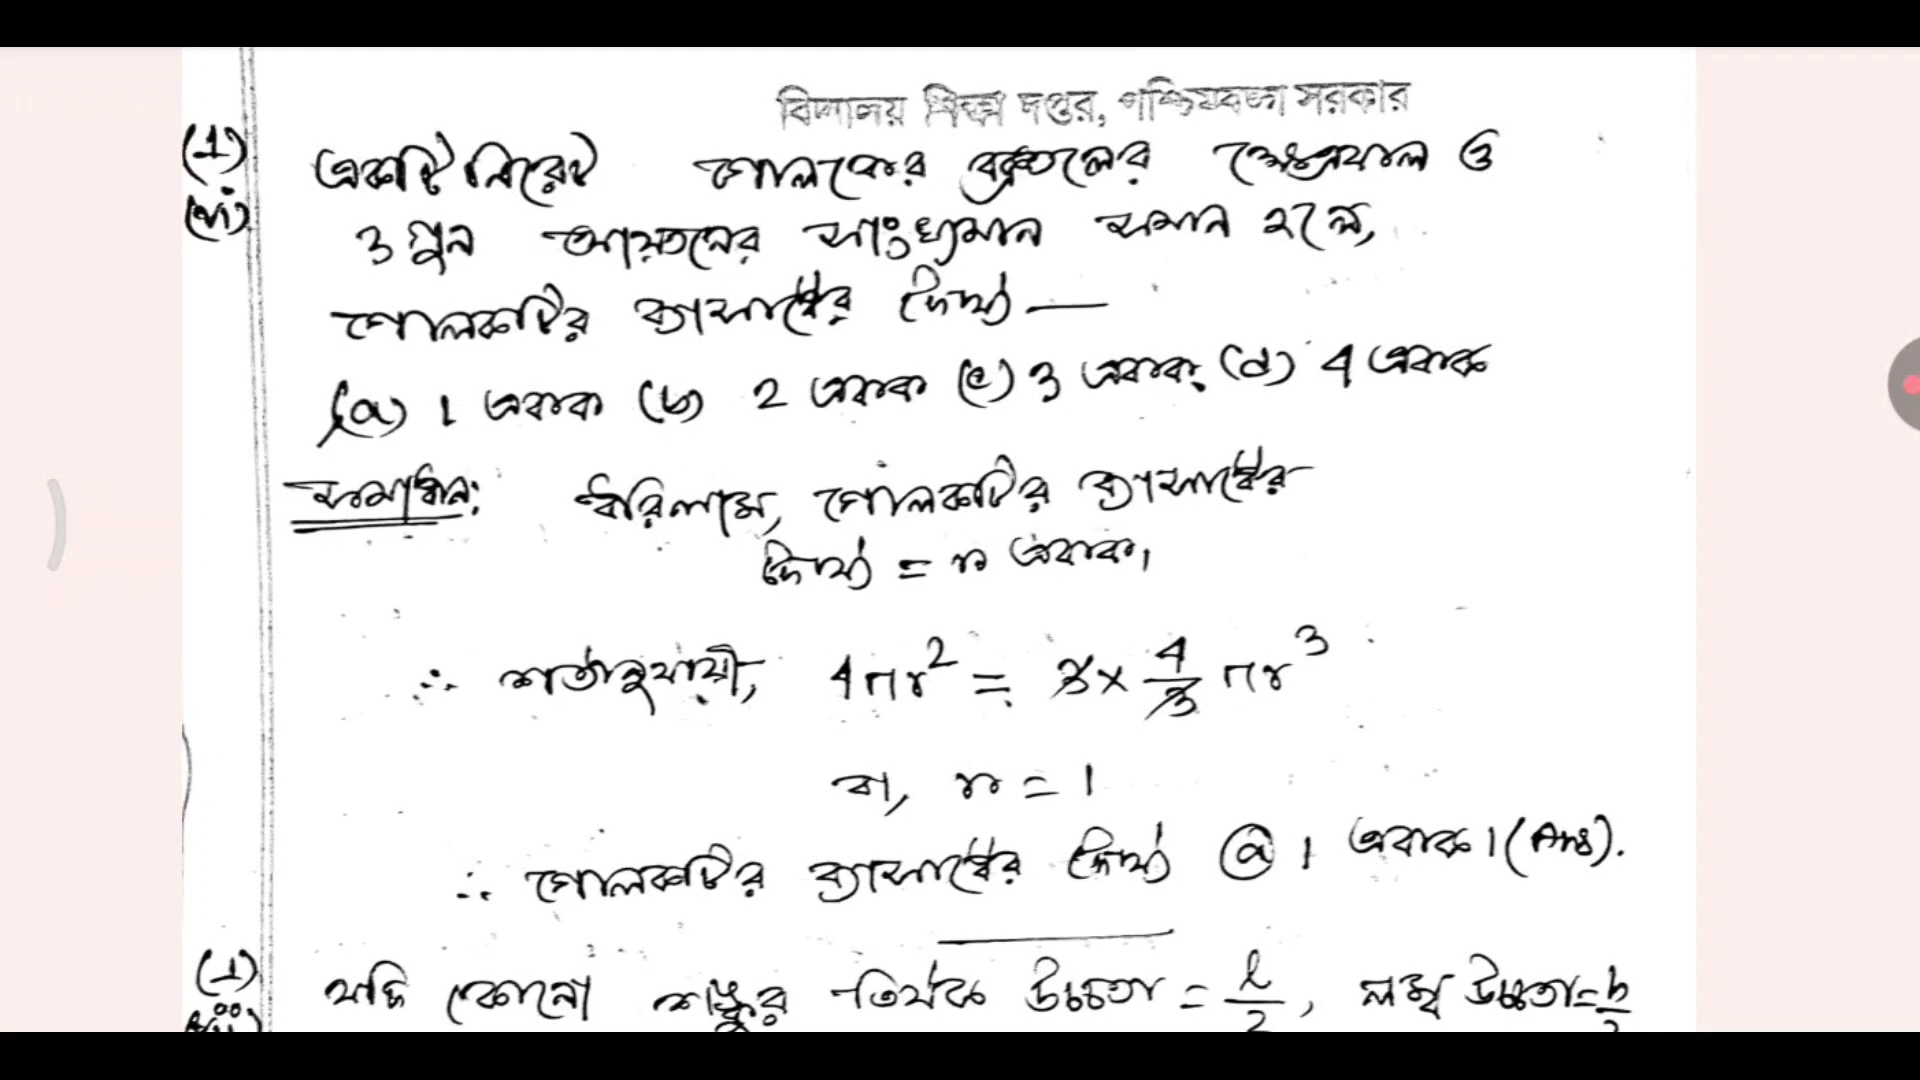 বিদ্যালয় শিক্ষা দপ্তর, পশ্চিমবঙ্গ সরকার
(1) একটি নিরেট গোলকের বক্রতলের ক্ষেত্রফল ও
(vi) 3 গুন আয়তনের সাংখ্যমান সমান হলে,
গোলকটির ব্যাসার্ধের দৈর্ঘ্য —
(a) 1 একক (b) 2 একক (c) 3 একক (d) 4 একক
সমাধান: ধরিলাম, গোলকটির ব্যাসার্ধের
দৈর্ঘ্য = r একক।
∴ শর্তানুযায়ী, 4πr² = 3 × 4/3 πr³
বা, r = 1
∴ গোলকটির ব্যাসার্ধের দৈর্ঘ্য (a) 1 একক। (Ans).
(1) যদি কোনো শঙ্কুর তির্যক উচ্চতা = l/2, লম্ব উচ্চতা = h/2